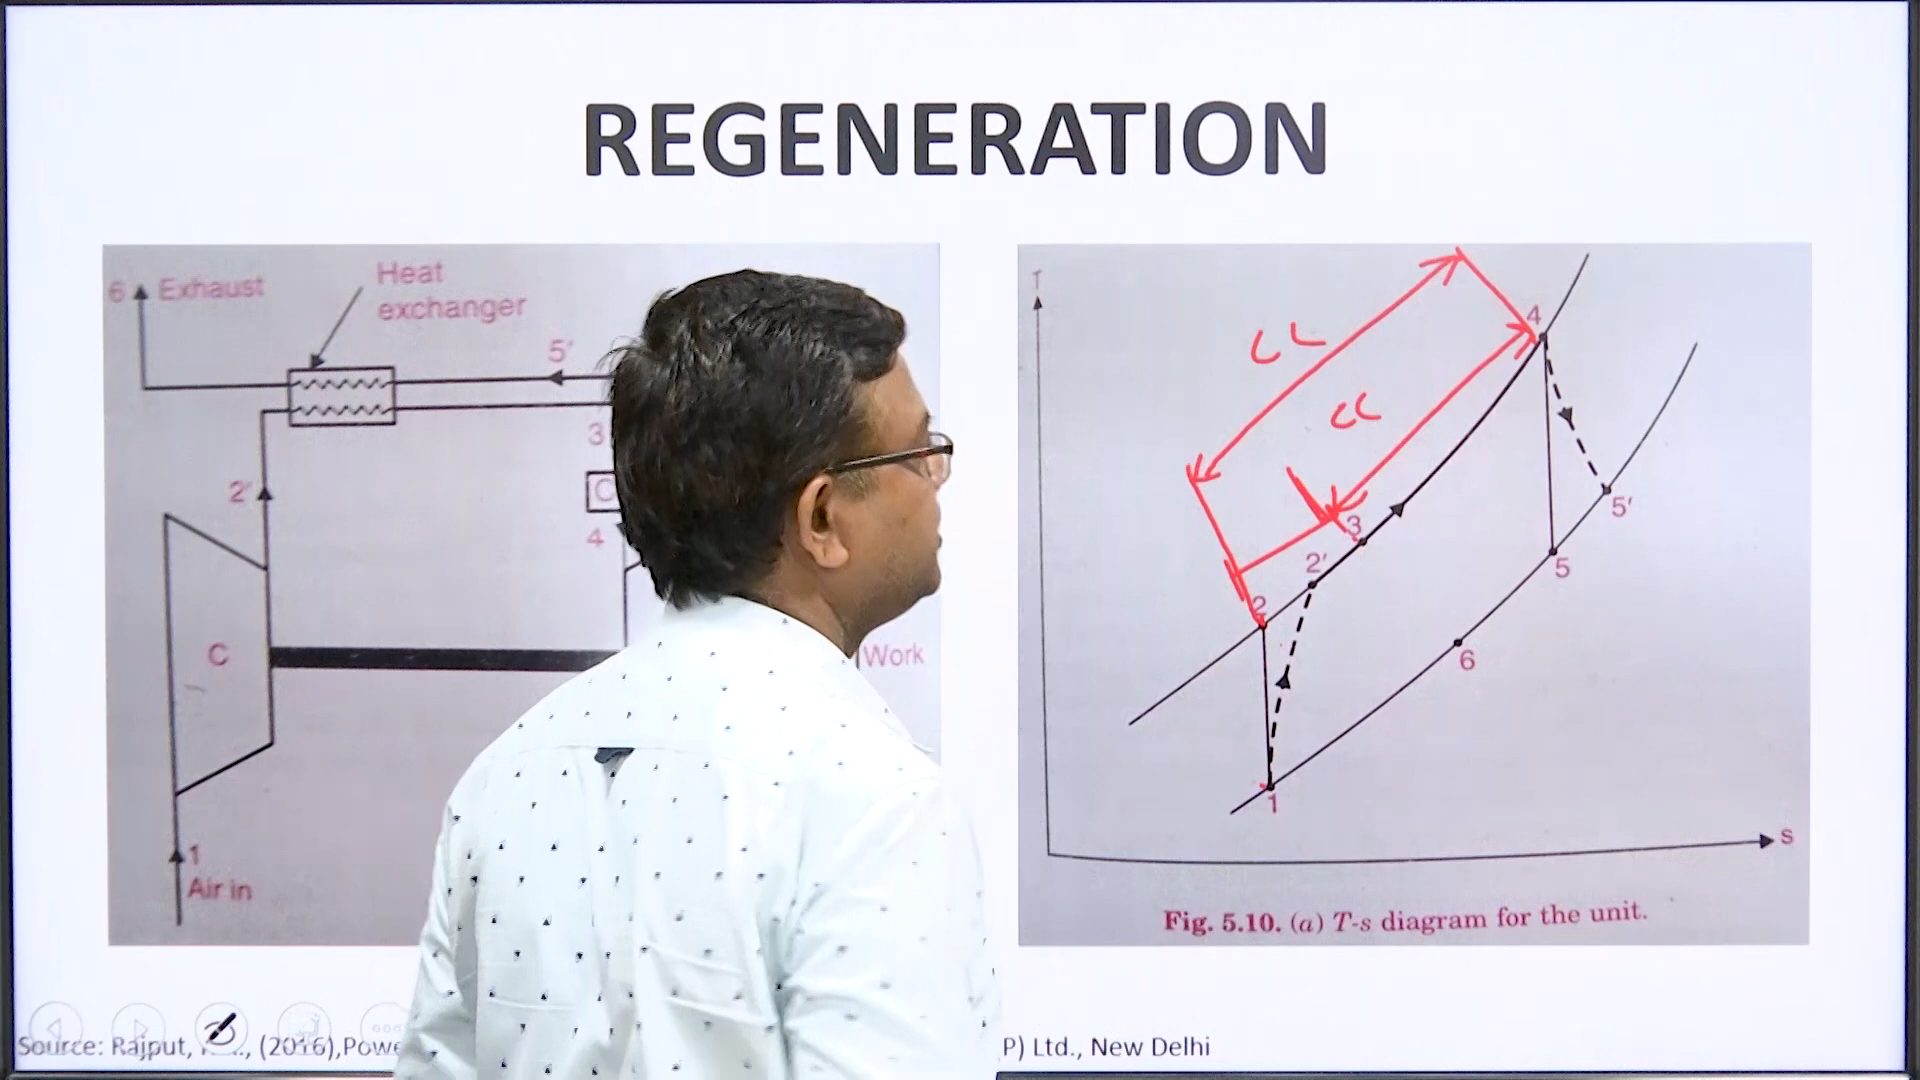 REGENERATION
6 Exhaust
Heat
exchanger
5'
3
2'
C
4
C
Work
1
Air in
T
CC
CC
4
3
2'
2
5'
5
6
1
S
Fig. 5.10. (a) T-s diagram for the unit.
Source: Rajput, (2016),Powe
P) Ltd., New Delhi